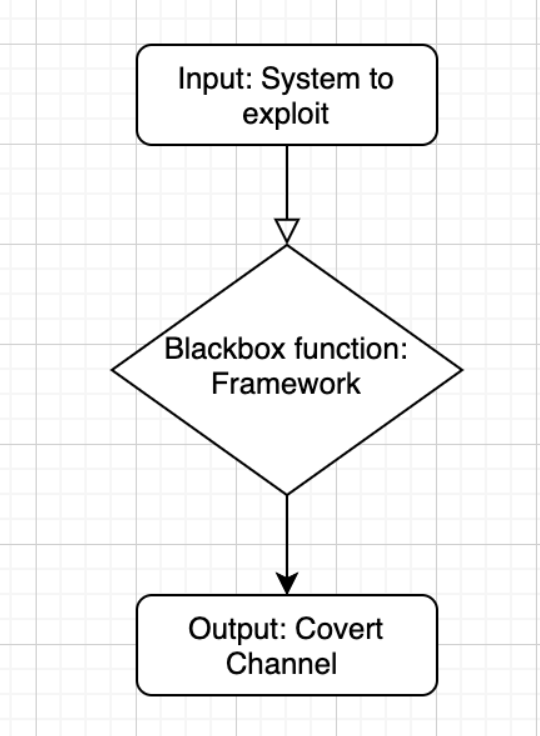 Input: System to
exploit
Blackbox function:
Framework
Output: Covert
Channel